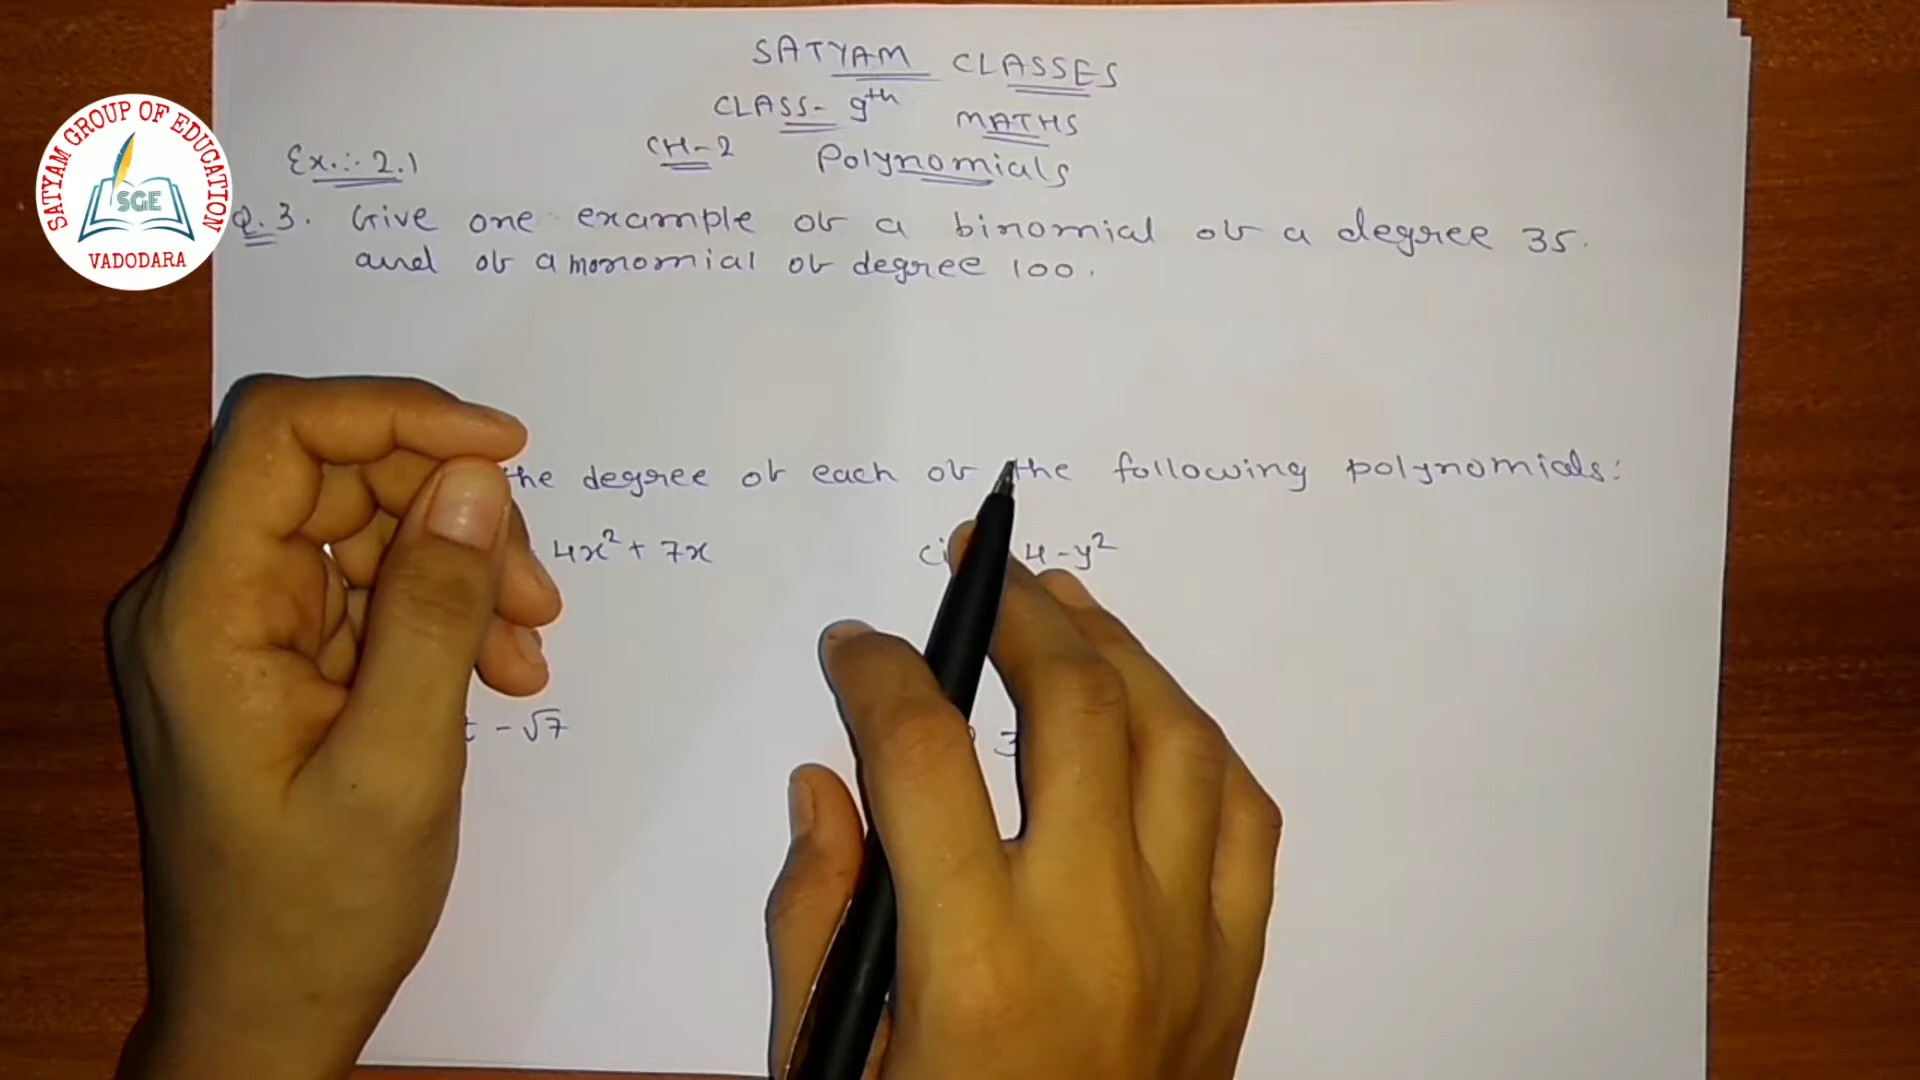 SATYAM CLASSES
CLASS- 9th MATHS
Ex.:- 2.1 CH-2 Polynomials
Q.3. Give one example of a binomial of a degree 35.
and of a monomial of degree 100.
the degree of each of the following polynomials:
4x² + 7x 4-y²
t - √7 3
SATYAM GROUP OF EDUCATION
SGE
VADODARA